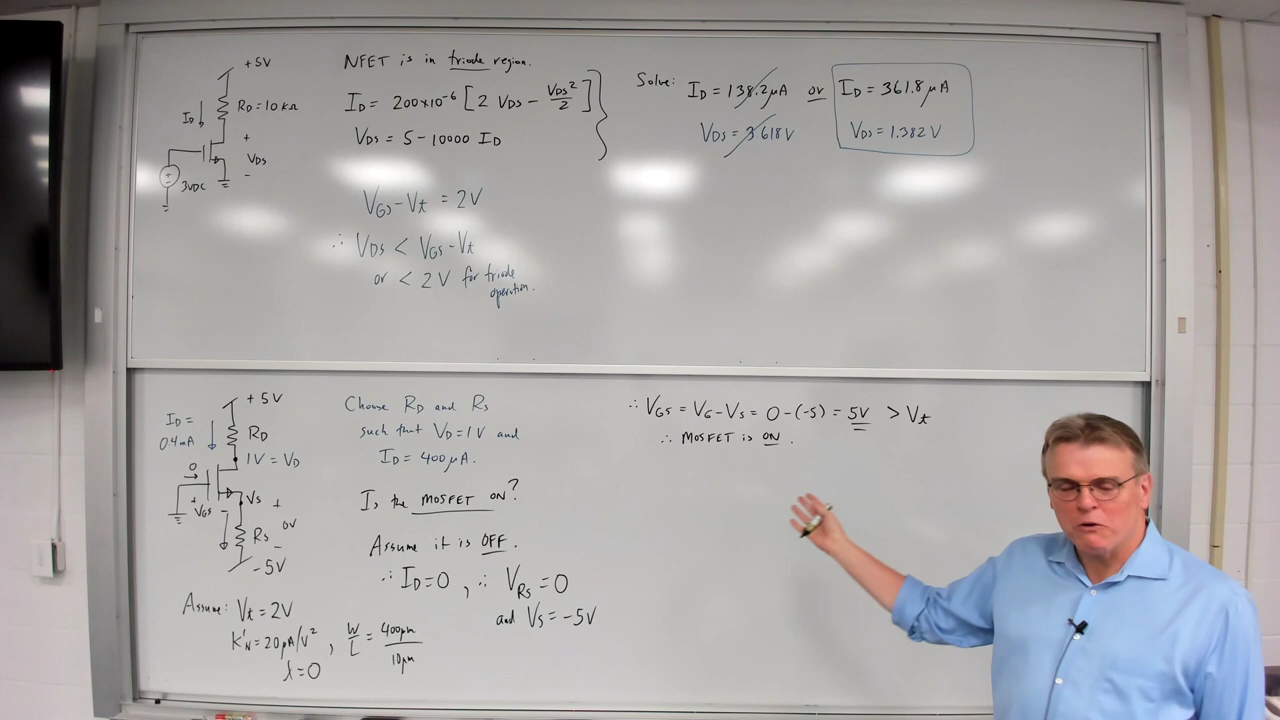 +5V
RD = 10 kΩ
ID ↓
+
VDS
-
3VDC
NFET is in triode region.
ID = 200x10^-6 [2 VDS - VDS²/2]
VDS = 5 - 10000 ID
VGS - Vt = 2V
∴ VDS < VGS - Vt
or < 2V for triode
operation.
Solve: ID = 138.2μA or ID = 361.8μA
VDS = 3.618V VDS = 1.382V
+5V
ID =
0.4mA
RD
1V = VD
0
+ VGS -
VS
+
RS 0V
-
-5V
Assume: Vt = 2V
K'N = 20μA/V², W/L = 400μm/10μm
λ = 0
Choose RD and RS
such that VD = 1V and
ID = 400μA.
Is the MOSFET ON?
Assume it is OFF.
∴ ID = 0, ∴ VRS = 0
and VS = -5V
∴ VGS = VG - VS = 0 - (-5) = 5V > Vt
∴ MOSFET is ON.